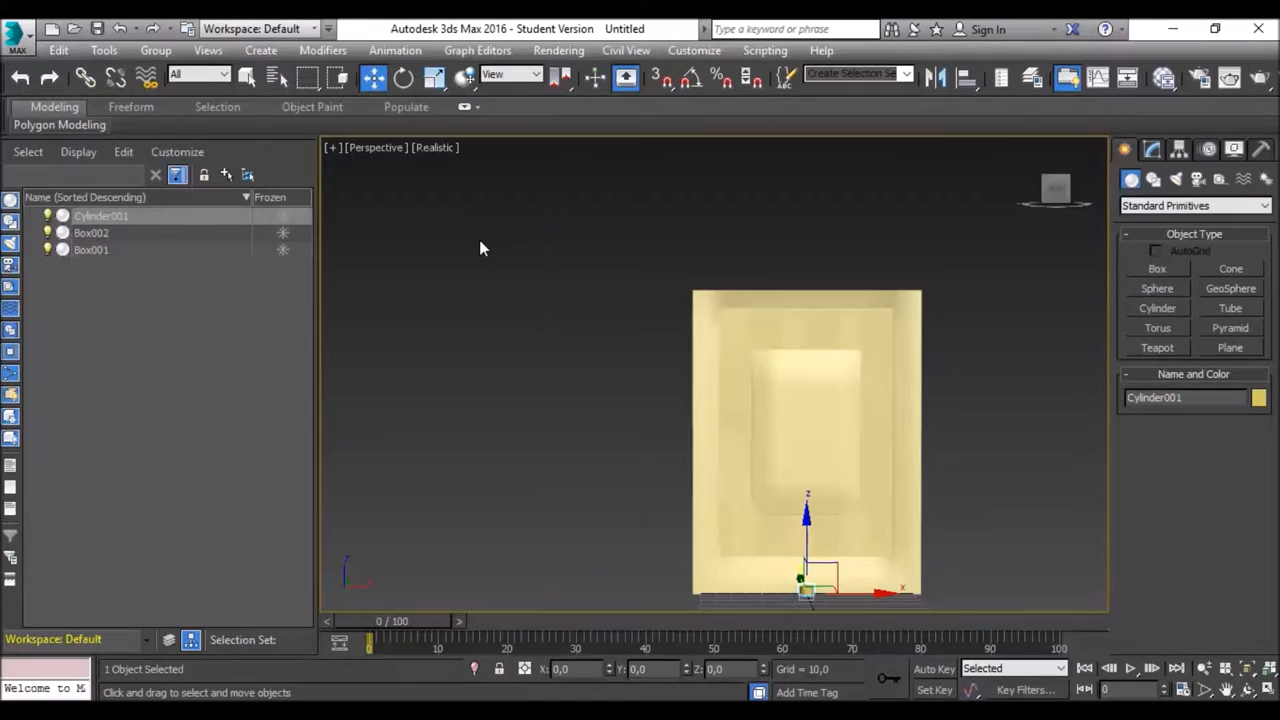 Workspace: Default
Autodesk 3ds Max 2016 - Student Version Untitled
Type a keyword or phrase
Sign In
MAX
Edit Tools Group Views Create Modifiers Animation Graph Editors Rendering Civil View Customize Scripting Help
All
View
Create Selection Se
Modeling Freeform Selection Object Paint Populate
Polygon Modeling
Select Display Edit Customize
[+] [Perspective] [Realistic]
Name (Sorted Descending) Frozen
Cylinder001
Box002
Box001
Standard Primitives
- Object Type
AutoGrid
Box Cone
Sphere GeoSphere
Cylinder Tube
Torus Pyramid
Teapot Plane
- Name and Color
Cylinder001
z
x
z
x
< 0 / 100 >
Workspace: Default
Selection Set:
0 10 20 30 40 50 60 70 80 90 100
1 Object Selected
X: 0,0 Y: 0,0 Z: 0,0 Grid = 10,0
Auto Key Selected
Welcome to M
Click and drag to select and move objects
Add Time Tag
Set Key Key Filters... 0